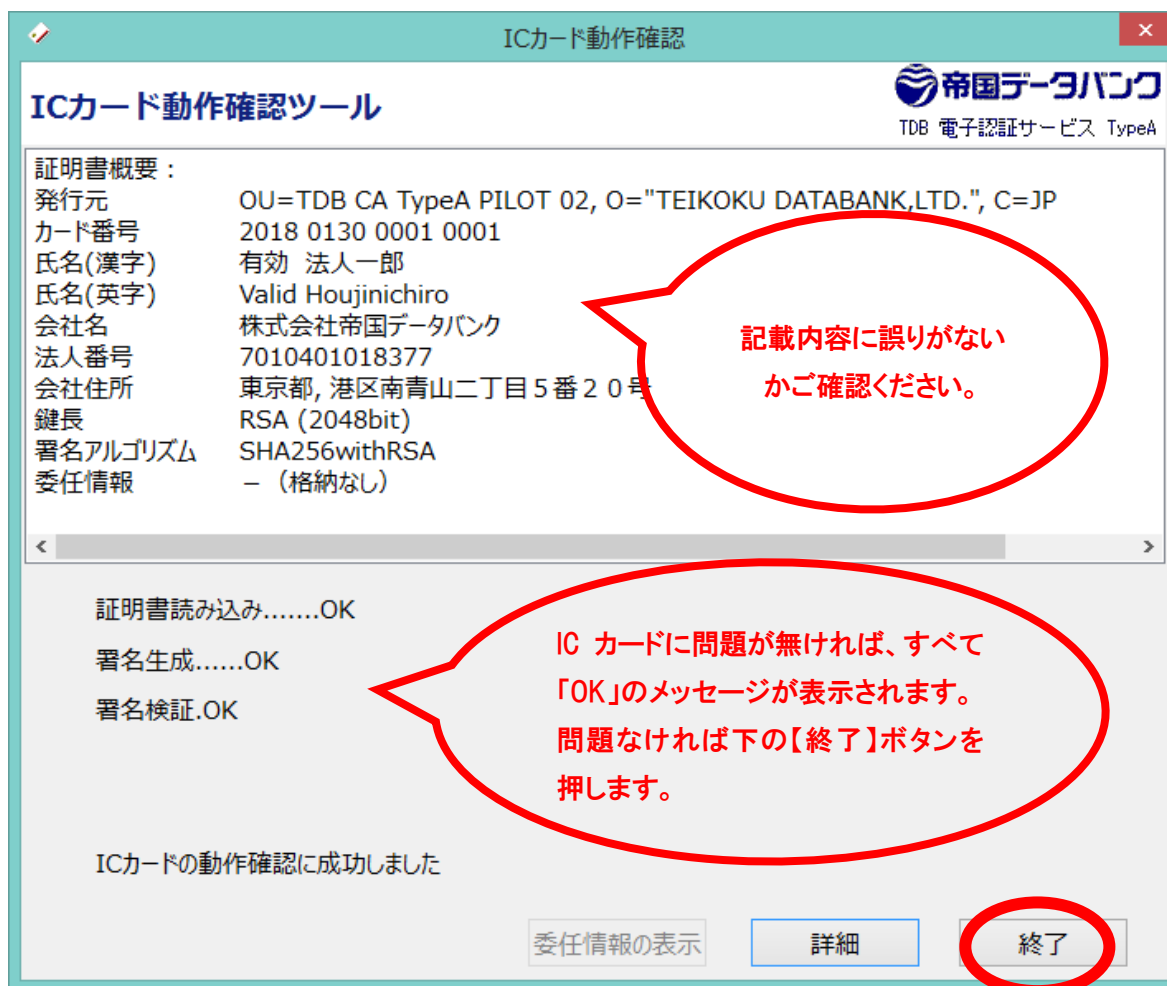 ICカード動作確認
ICカード動作確認ツール
帝国データバンク
TDB 電子認証サービス TypeA
証明書概要：
発行元 OU=TDB CA TypeA PILOT 02, O="TEIKOKU DATABANK,LTD.", C=JP
カード番号 2018 0130 0001 0001
氏名(漢字) 有効 法人一郎
氏名(英字) Valid Houjinichiro
会社名 株式会社帝国データバンク
法人番号 7010401018377
会社住所 東京都, 港区南青山二丁目５番２０号
鍵長 RSA (2048bit)
署名アルゴリズム SHA256withRSA
委任情報 －（格納なし）
記載内容に誤りがない
かご確認ください。
証明書読み込み.......OK
署名生成......OK
署名検証.OK
IC カードに問題が無ければ、すべて
「OK」のメッセージが表示されます。
問題なければ下の【終了】ボタンを
押します。
ICカードの動作確認に成功しました
委任情報の表示 詳細 終了